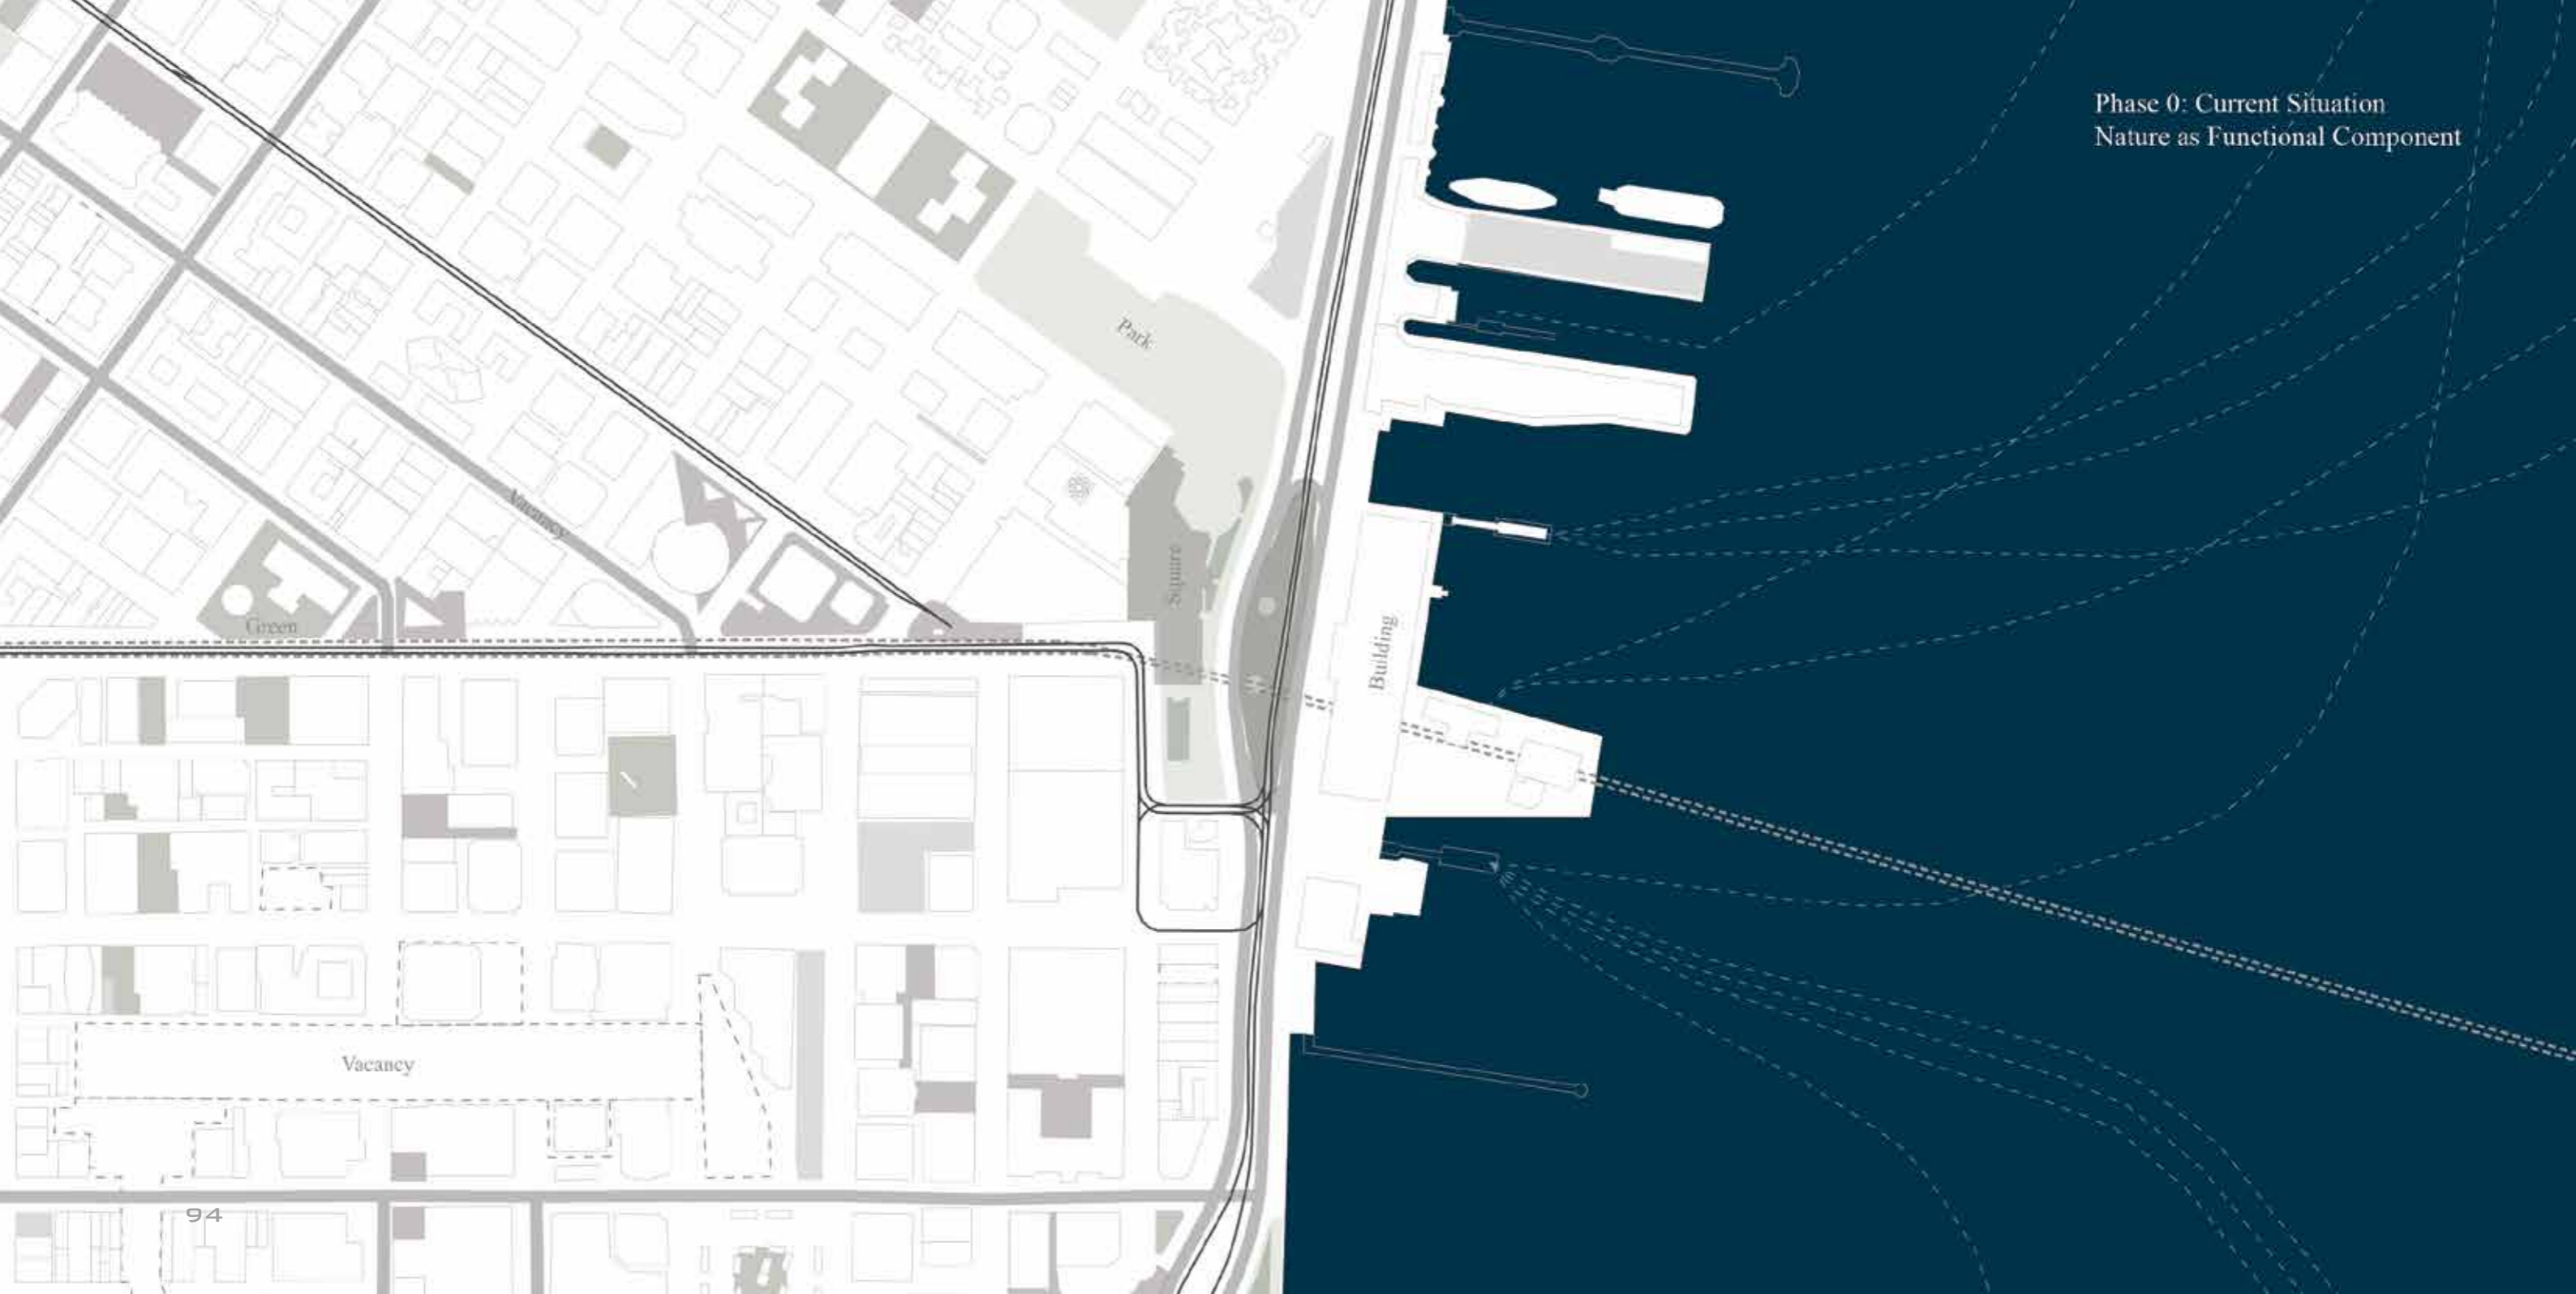 Phase 0: Current Situation
Nature as Functional Component
Park
Vacancy
Square
Green
Building
Vacancy
94